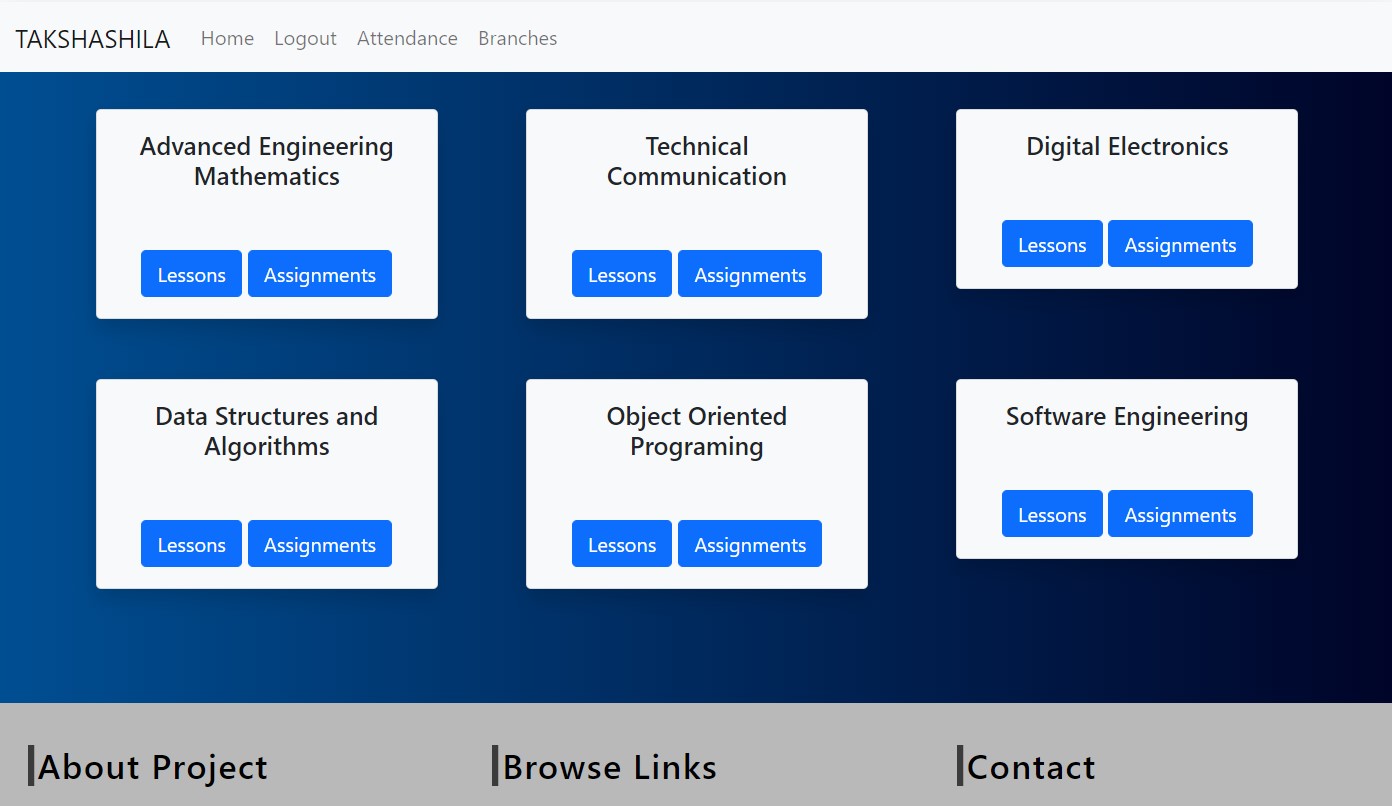 TAKSHASHILA Home Logout Attendance Branches
Advanced Engineering
Mathematics
Lessons Assignments
Technical
Communication
Lessons Assignments
Digital Electronics
Lessons Assignments
Data Structures and
Algorithms
Lessons Assignments
Object Oriented
Programing
Lessons Assignments
Software Engineering
Lessons Assignments
About Project
Browse Links
Contact